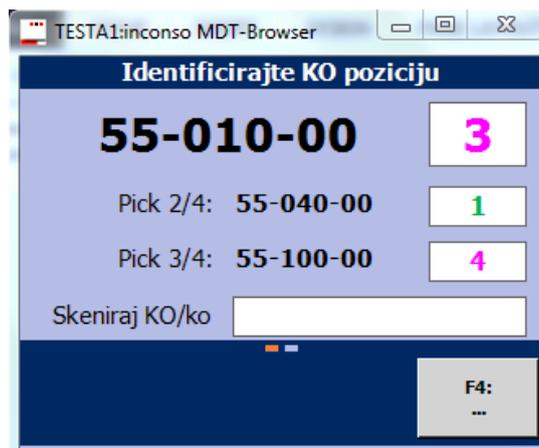 TESTA1:inconso MDT-Browser
Identificirajte KO poziciju
55-010-00 3
Pick 2/4: 55-040-00 1
Pick 3/4: 55-100-00 4
Skeniraj KO/ko
F4:
...